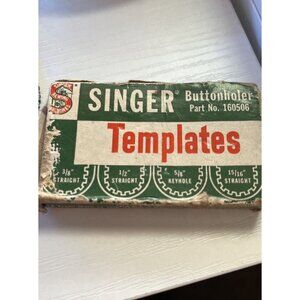 SINGER Buttonholer
Part No. 160506
Templates
3/8" 1/2" 5/8" 15/16"
STRAIGHT STRAIGHT KEYHOLE STRAIGHT